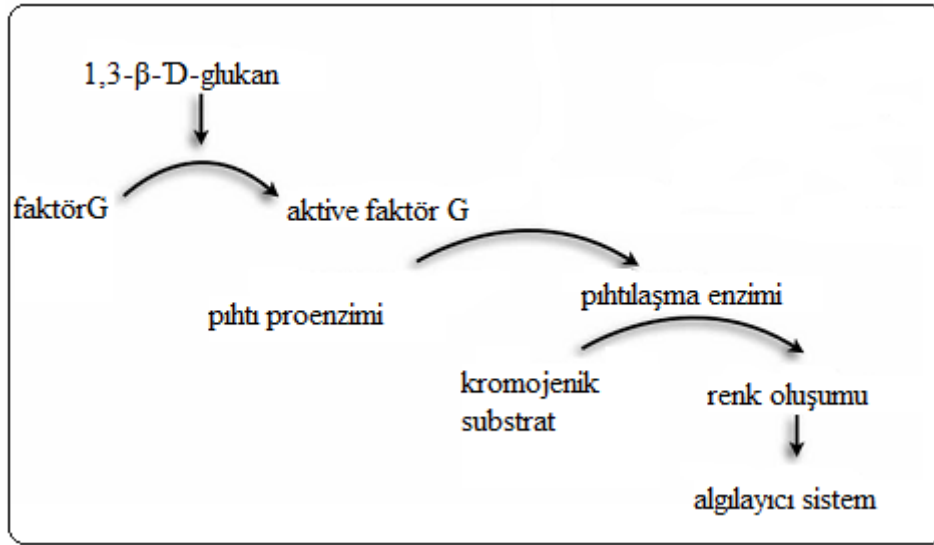 1,3-β-D-glukan
faktörG
aktive faktör G
pıhtı proenzimi
pıhtılaşma enzimi
kromojenik
substrat
renk oluşumu
algılayıcı sistem